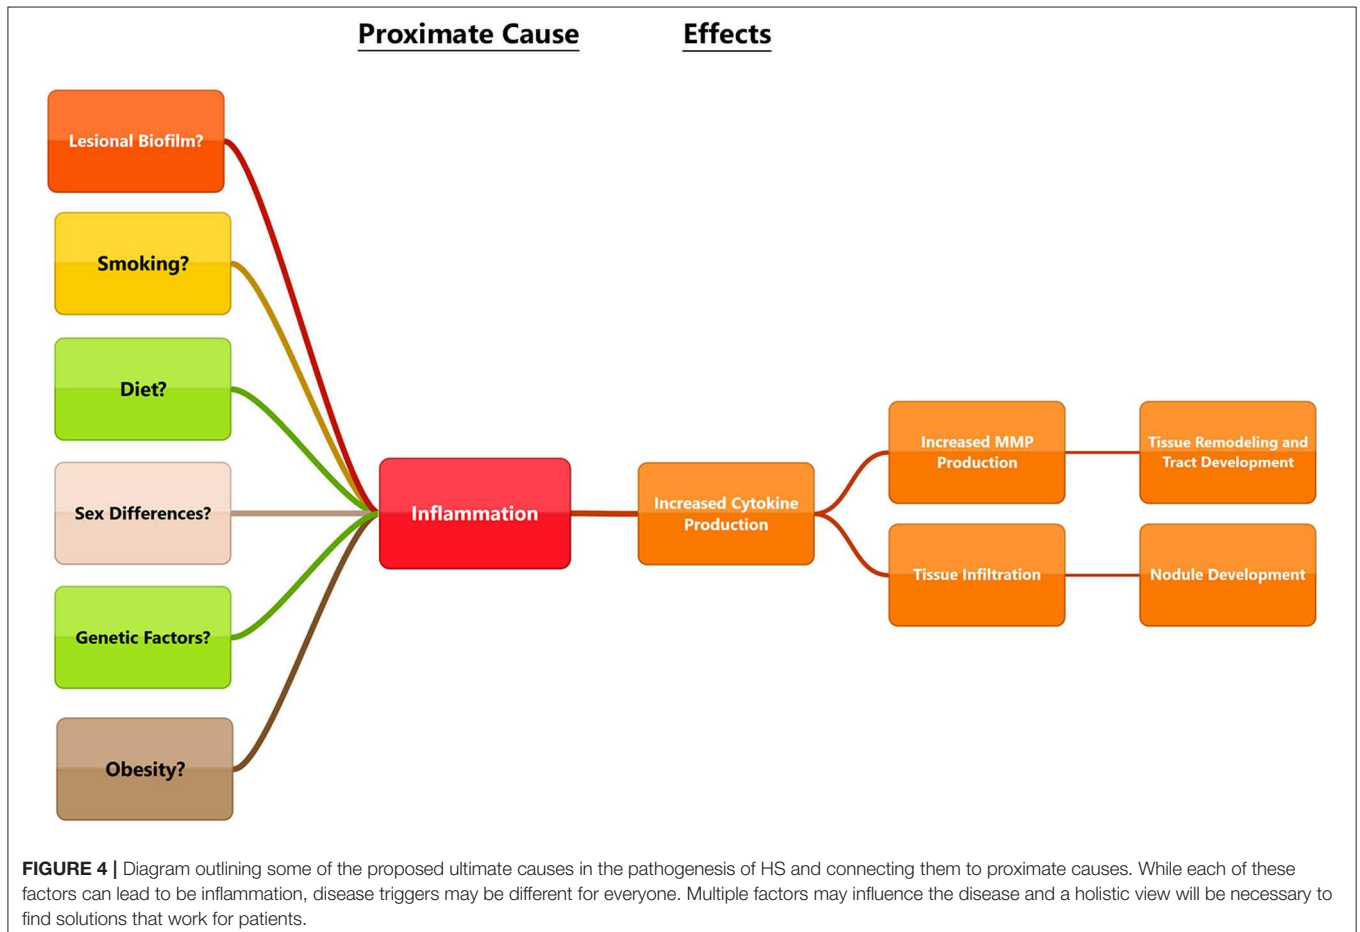 Proximate Cause
Effects
Lesional Biofilm?
Smoking?
Diet?
Sex Differences?
Genetic Factors?
Obesity?
Inflammation
Increased Cytokine
Production
Increased MMP
Production
Tissue Remodeling and
Tract Development
Tissue Infiltration
Nodule Development
FIGURE 4 | Diagram outlining some of the proposed ultimate causes in the pathogenesis of HS and connecting them to proximate causes. While each of these
factors can lead to be inflammation, disease triggers may be different for everyone. Multiple factors may influence the disease and a holistic view will be necessary to
find solutions that work for patients.